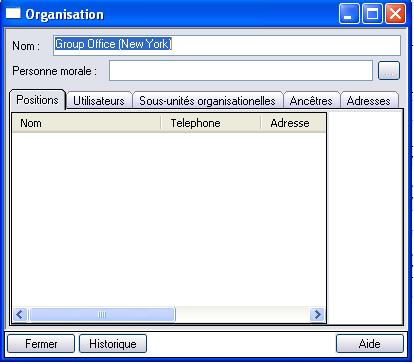 Organisation
Nom : Group Office (New York)
Personne morale : ...
Positions Utilisateurs Sous-unités organisationelles Ancêtres Adresses
Nom Telephone Adresse
Fermer Historique Aide